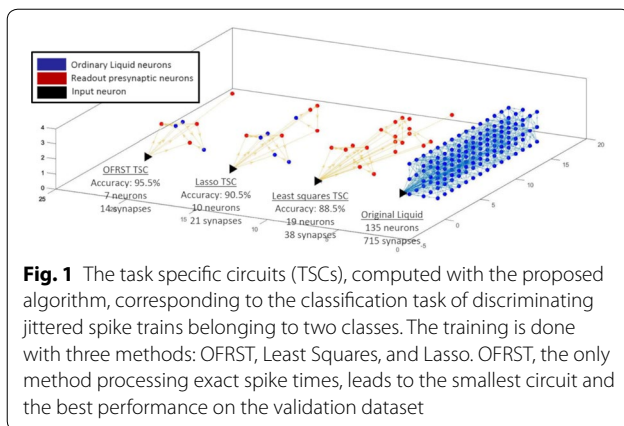 Ordinary Liquid neurons
Readout presynaptic neurons
Input neuron
4
3
2
1
0
25
20
15
10
5
0
-5
0
5
10
15
20
OFRST TSC
Accuracy: 95.5%
7 neurons
14 synapses
Lasso TSC
Accuracy: 90.5%
10 neurons
21 synapses
Least squares TSC
Accuracy: 88.5%
19 neurons
38 synapses
Original Liquid
135 neurons
715 synapses
Fig. 1 The task specific circuits (TSCs), computed with the proposed
algorithm, corresponding to the classification task of discriminating
jittered spike trains belonging to two classes. The training is done
with three methods: OFRST, Least Squares, and Lasso. OFRST, the only
method processing exact spike times, leads to the smallest circuit and
the best performance on the validation dataset